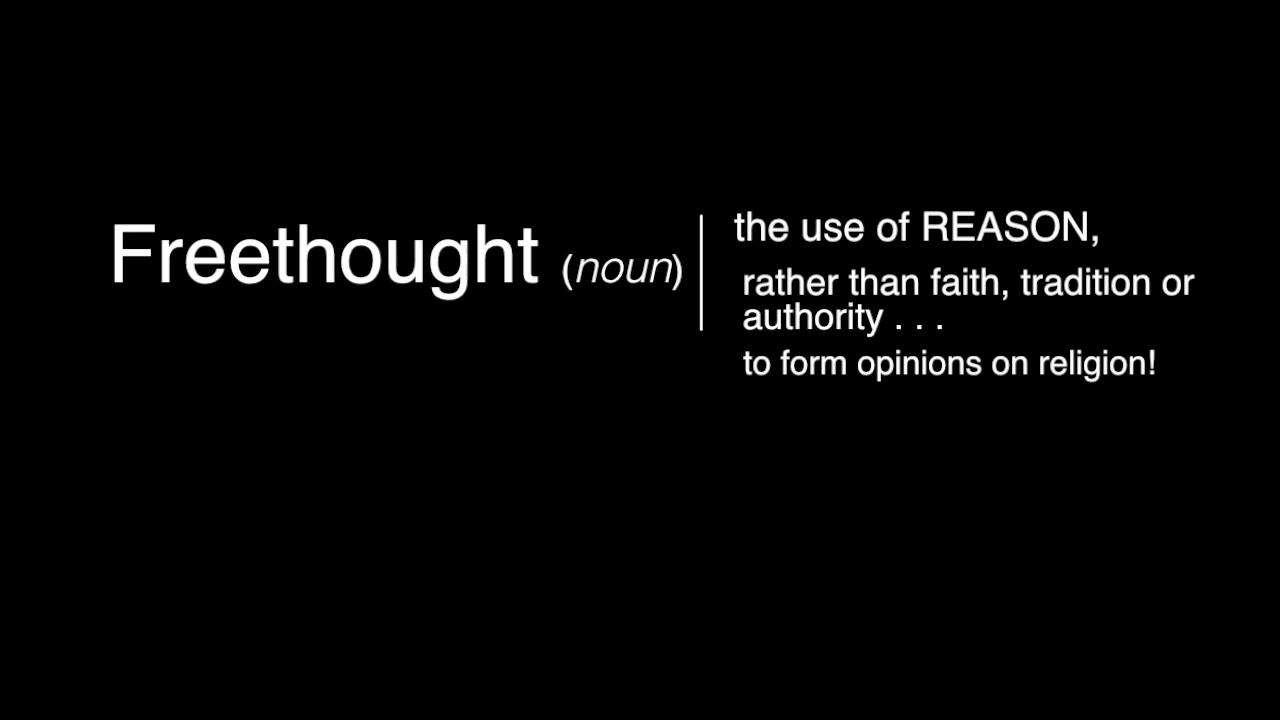 Freethought (noun)
the use of REASON,
rather than faith, tradition or
authority . . .
to form opinions on religion!